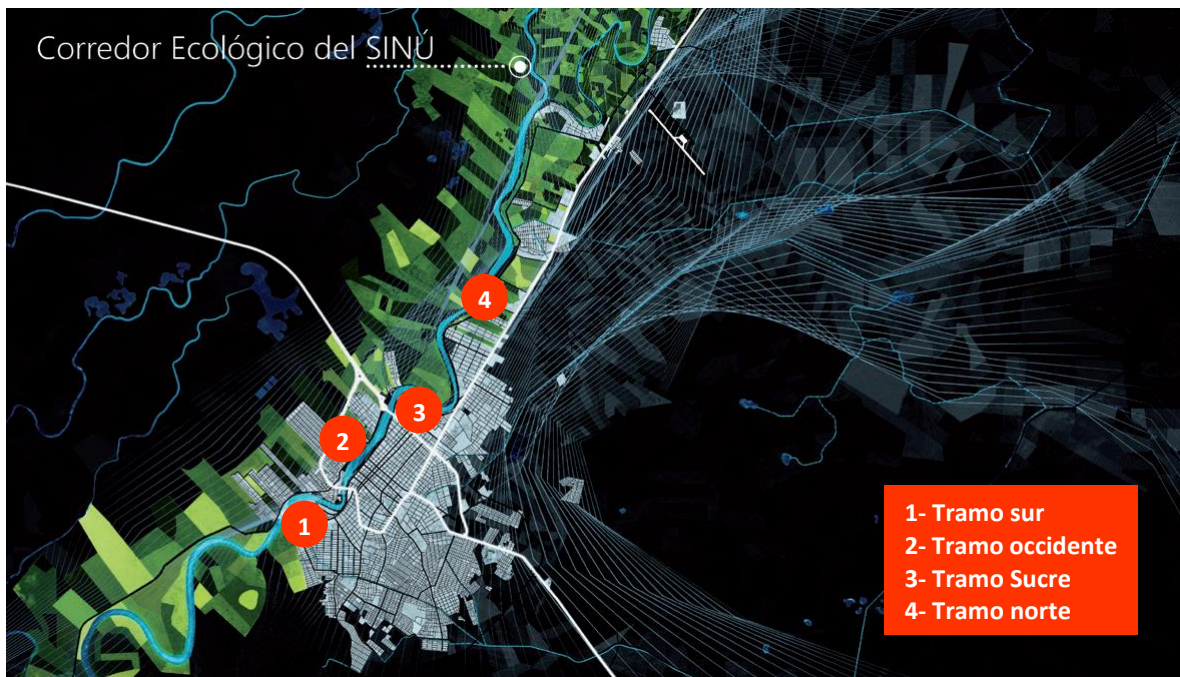 Corredor Ecológico del SINÚ
4
3
2
1
1- Tramo sur
2- Tramo occidente
3- Tramo Sucre
4- Tramo norte